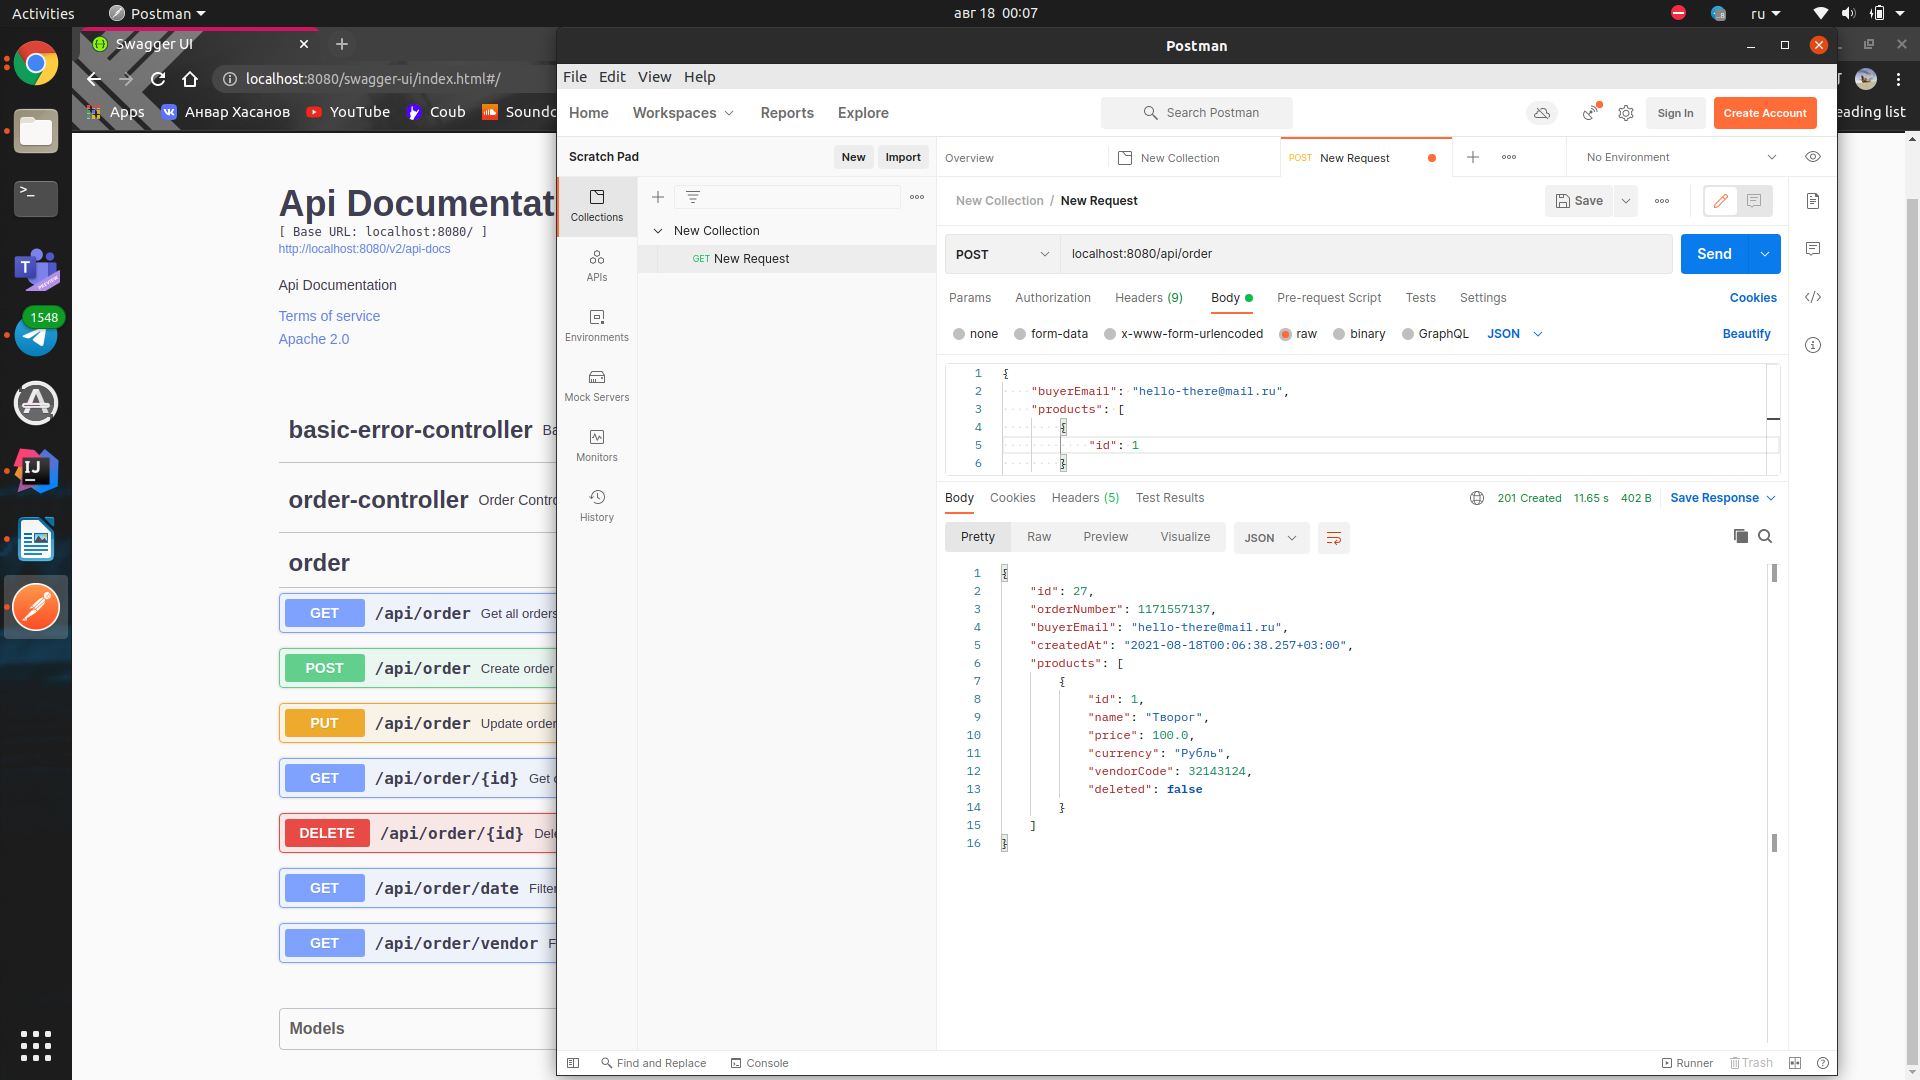 Activities
Postman
авг 18 00:07
ru
Swagger UI
localhost:8080/swagger-ui/index.html#/
Apps
Анвар Хасанов
YouTube
Coub
Soundc
eading list
1548
Api Documentat
[ Base URL: localhost:8080/ ]
http://localhost:8080/v2/api-docs
Api Documentation
Terms of service
Apache 2.0
basic-error-controller Ba
order-controller Order Contro
order
GET /api/order Get all orders
POST /api/order Create order
PUT /api/order Update order
GET /api/order/{id} Get o
DELETE /api/order/{id} Dele
GET /api/order/date Filter
GET /api/order/vendor F
Models
Postman
File Edit View Help
Home Workspaces Reports Explore
Search Postman
Sign In
Create Account
Scratch Pad
New
Import
Overview
New Collection
POST New Request
No Environment
Collections
APIs
Environments
Mock Servers
Monitors
History
New Collection
GET New Request
New Collection / New Request
Save
POST
localhost:8080/api/order
Send
Params Authorization Headers (9) Body Pre-request Script Tests Settings
Cookies
none form-data x-www-form-urlencoded raw binary GraphQL JSON
Beautify
1 {
2 "buyerEmail": "hello-there@mail.ru",
3 "products": [
4 {
5 "id": 1
6 }
Body Cookies Headers (5) Test Results
201 Created 11.65 s 402 B
Save Response
Pretty Raw Preview Visualize
JSON
1 {
2 "id": 27,
3 "orderNumber": 1171557137,
4 "buyerEmail": "hello-there@mail.ru",
5 "createdAt": "2021-08-18T00:06:38.257+03:00",
6 "products": [
7 {
8 "id": 1,
9 "name": "Творог",
10 "price": 100.0,
11 "currency": "Рубль",
12 "vendorCode": 32143124,
13 "deleted": false
14 }
15 ]
16 }
Find and Replace
Console
Runner
Trash